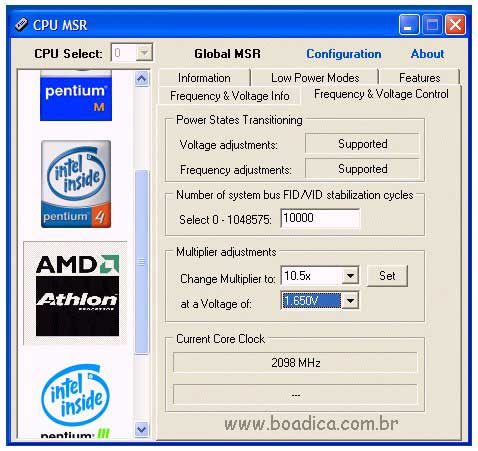 CPU MSR
CPU Select: 0 Global MSR Configuration About
Information Low Power Modes Features
Frequency & Voltage Info Frequency & Voltage Control
pentium
M
intel
inside
pentium 4
AMD
Athlon
PROCESSOR
intel
inside
pentium III
Power States Transitioning
Voltage adjustments: Supported
Frequency adjustments: Supported
Number of system bus FID/VID stabilization cycles
Select 0 - 1048575: 10000
Multiplier adjustments
Change Multiplier to: 10.5x Set
at a Voltage of: 1.650V
Current Core Clock
2098 MHz
---
www.boadica.com.br